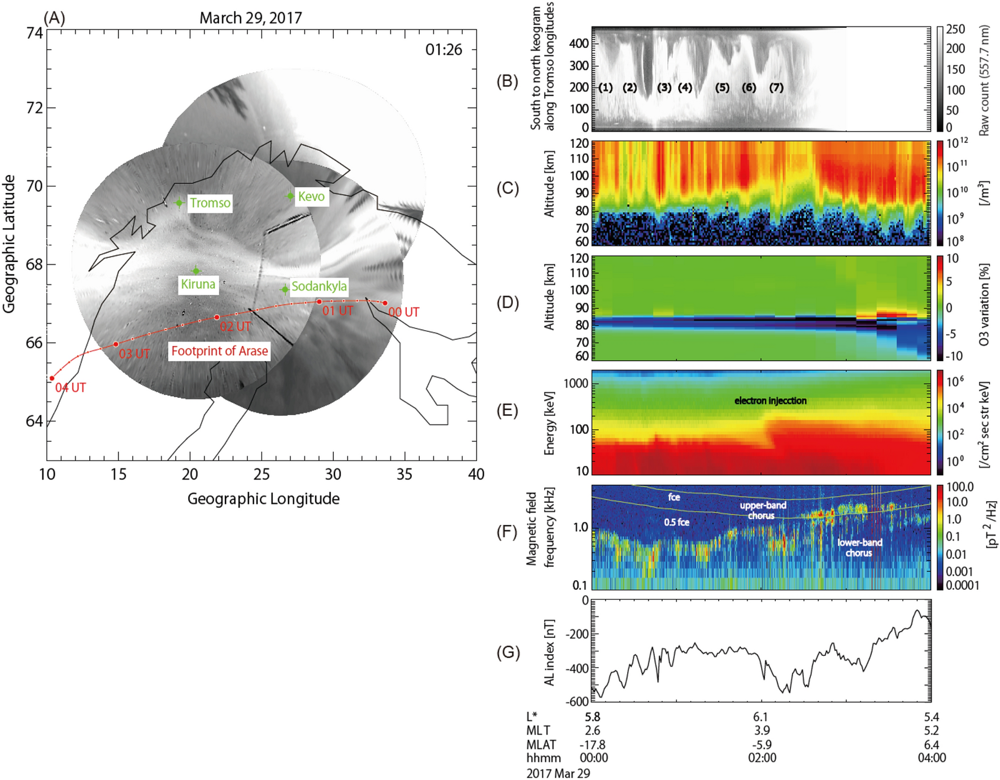 (A)
March 29, 2017
01:26
Geographic Latitude
74
72
70
68
66
64
Tromso
Kevo
Kiruna
Sodankyla
00 UT
01 UT
02 UT
03 UT
04 UT
Footprint of Arase
10 15 20 25 30 35 40
Geographic Longitude
(B)
South to north keogram
along Tromso longitudes
400
300
200
100
0
(1) (2) (3) (4) (5) (6) (7)
250
200
150
100
50
0
Raw count (557.7 nm)
(C)
Altitude [km]
120
110
100
90
80
70
60
10^12
10^11
10^10
10^9
10^8
[/m³]
(D)
Altitude [km]
120
110
100
90
80
70
60
10
5
0
-5
-10
O3 variation [%]
(E)
Energy [keV]
1000
100
10
electron injecction
10^6
10^4
10^2
10^0
[/cm² sec str keV]
(F)
Magnetic field
frequency [kHz]
1.0
0.1
fce
0.5 fce
upper-band
chorus
lower-band
chorus
100.0
10.0
1.0
0.1
0.01
0.001
0.0001
[pT²/Hz]
(G)
AL index [nT]
0
-200
-400
-600
L* 5.8 6.1 5.4
MLT 2.6 3.9 5.2
MLAT -17.8 -5.9 6.4
hhmm 00:00 02:00 04:00
2017 Mar 29